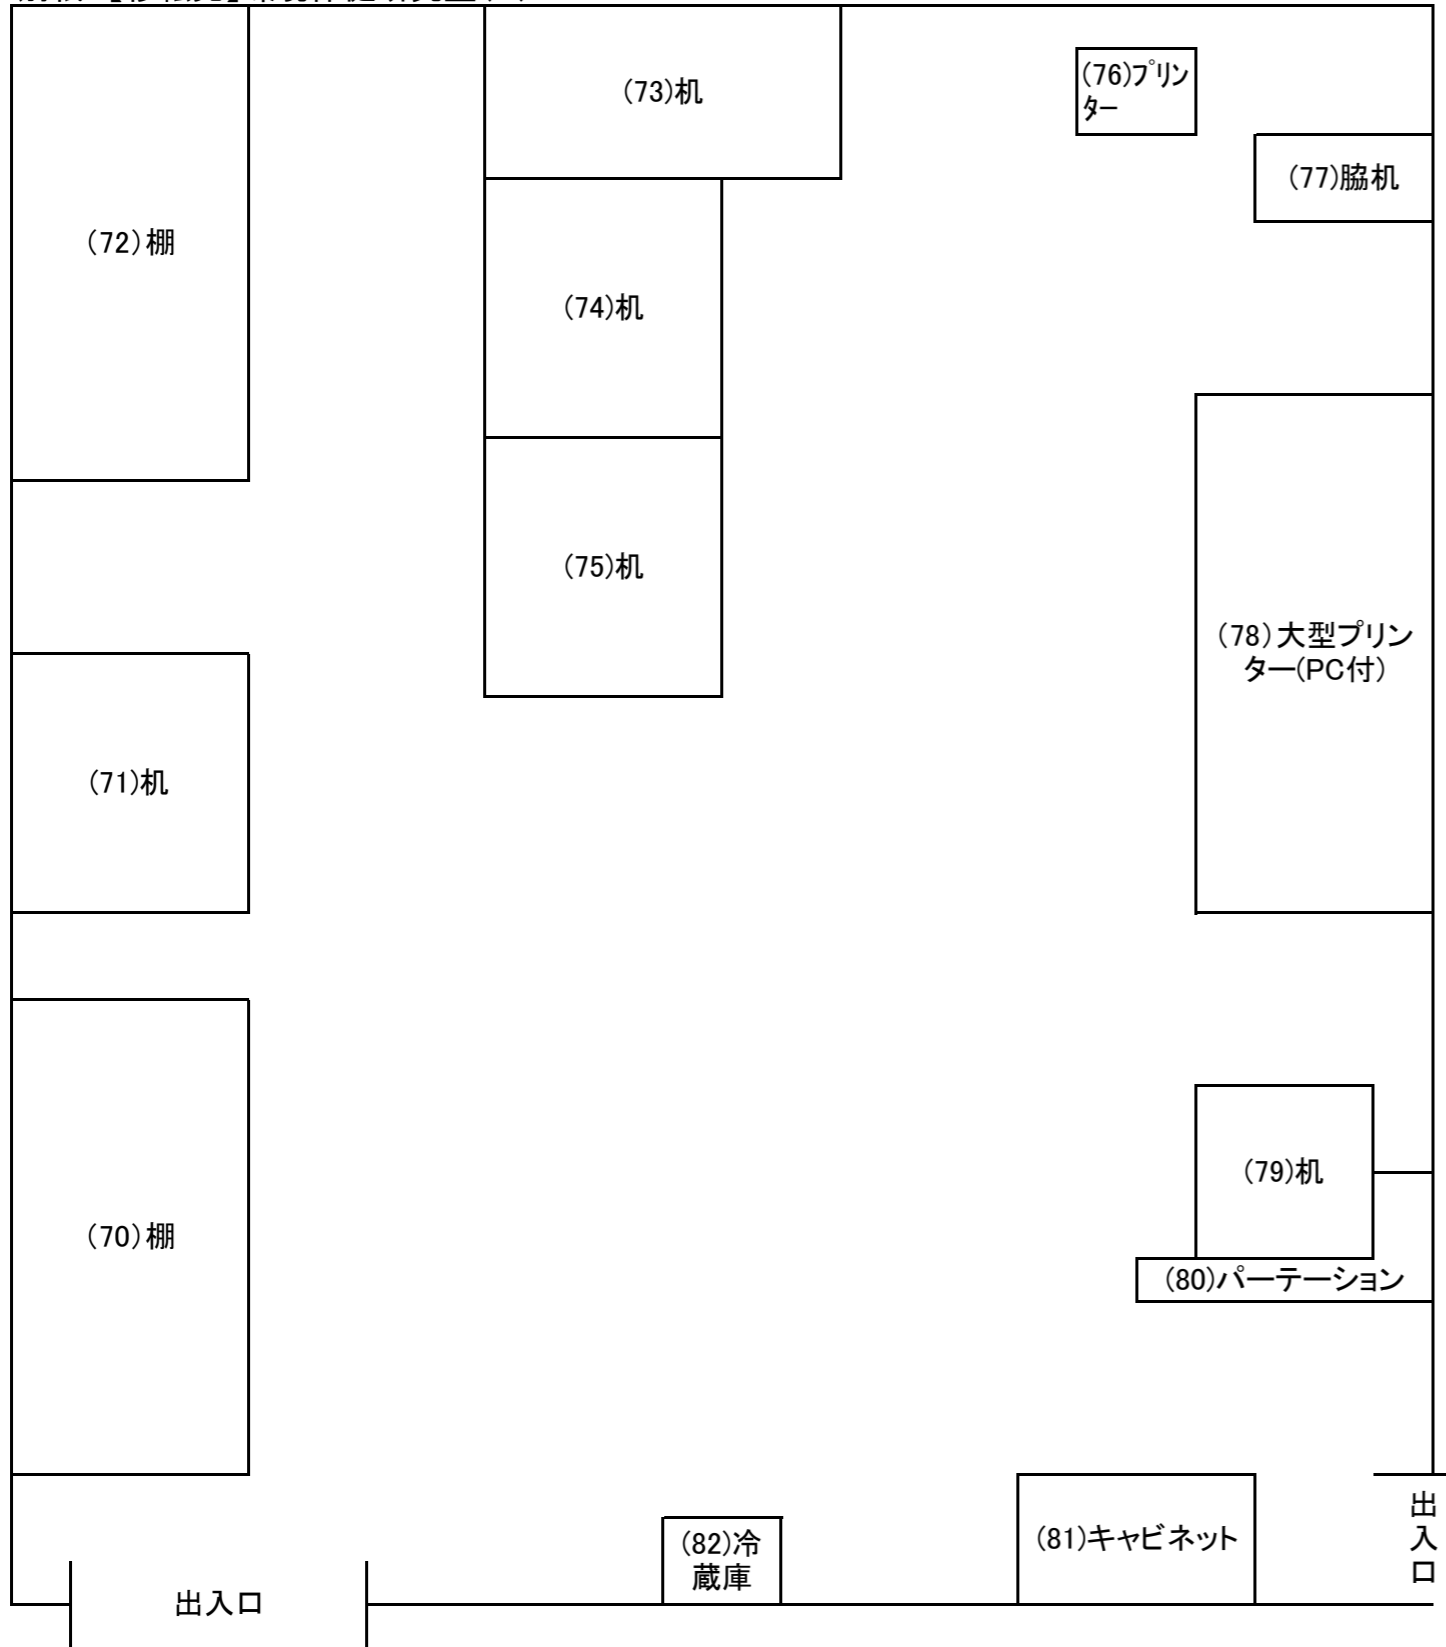 (73)机
(76)プリン
ター
(77)脇机
(72)棚
(74)机
(75)机
(78)大型プリン
ター(PC付)
(71)机
(79)机
(70)棚
(80)パーテーション
(82)冷
蔵庫
(81)キャビネット
出
入
口
出入口